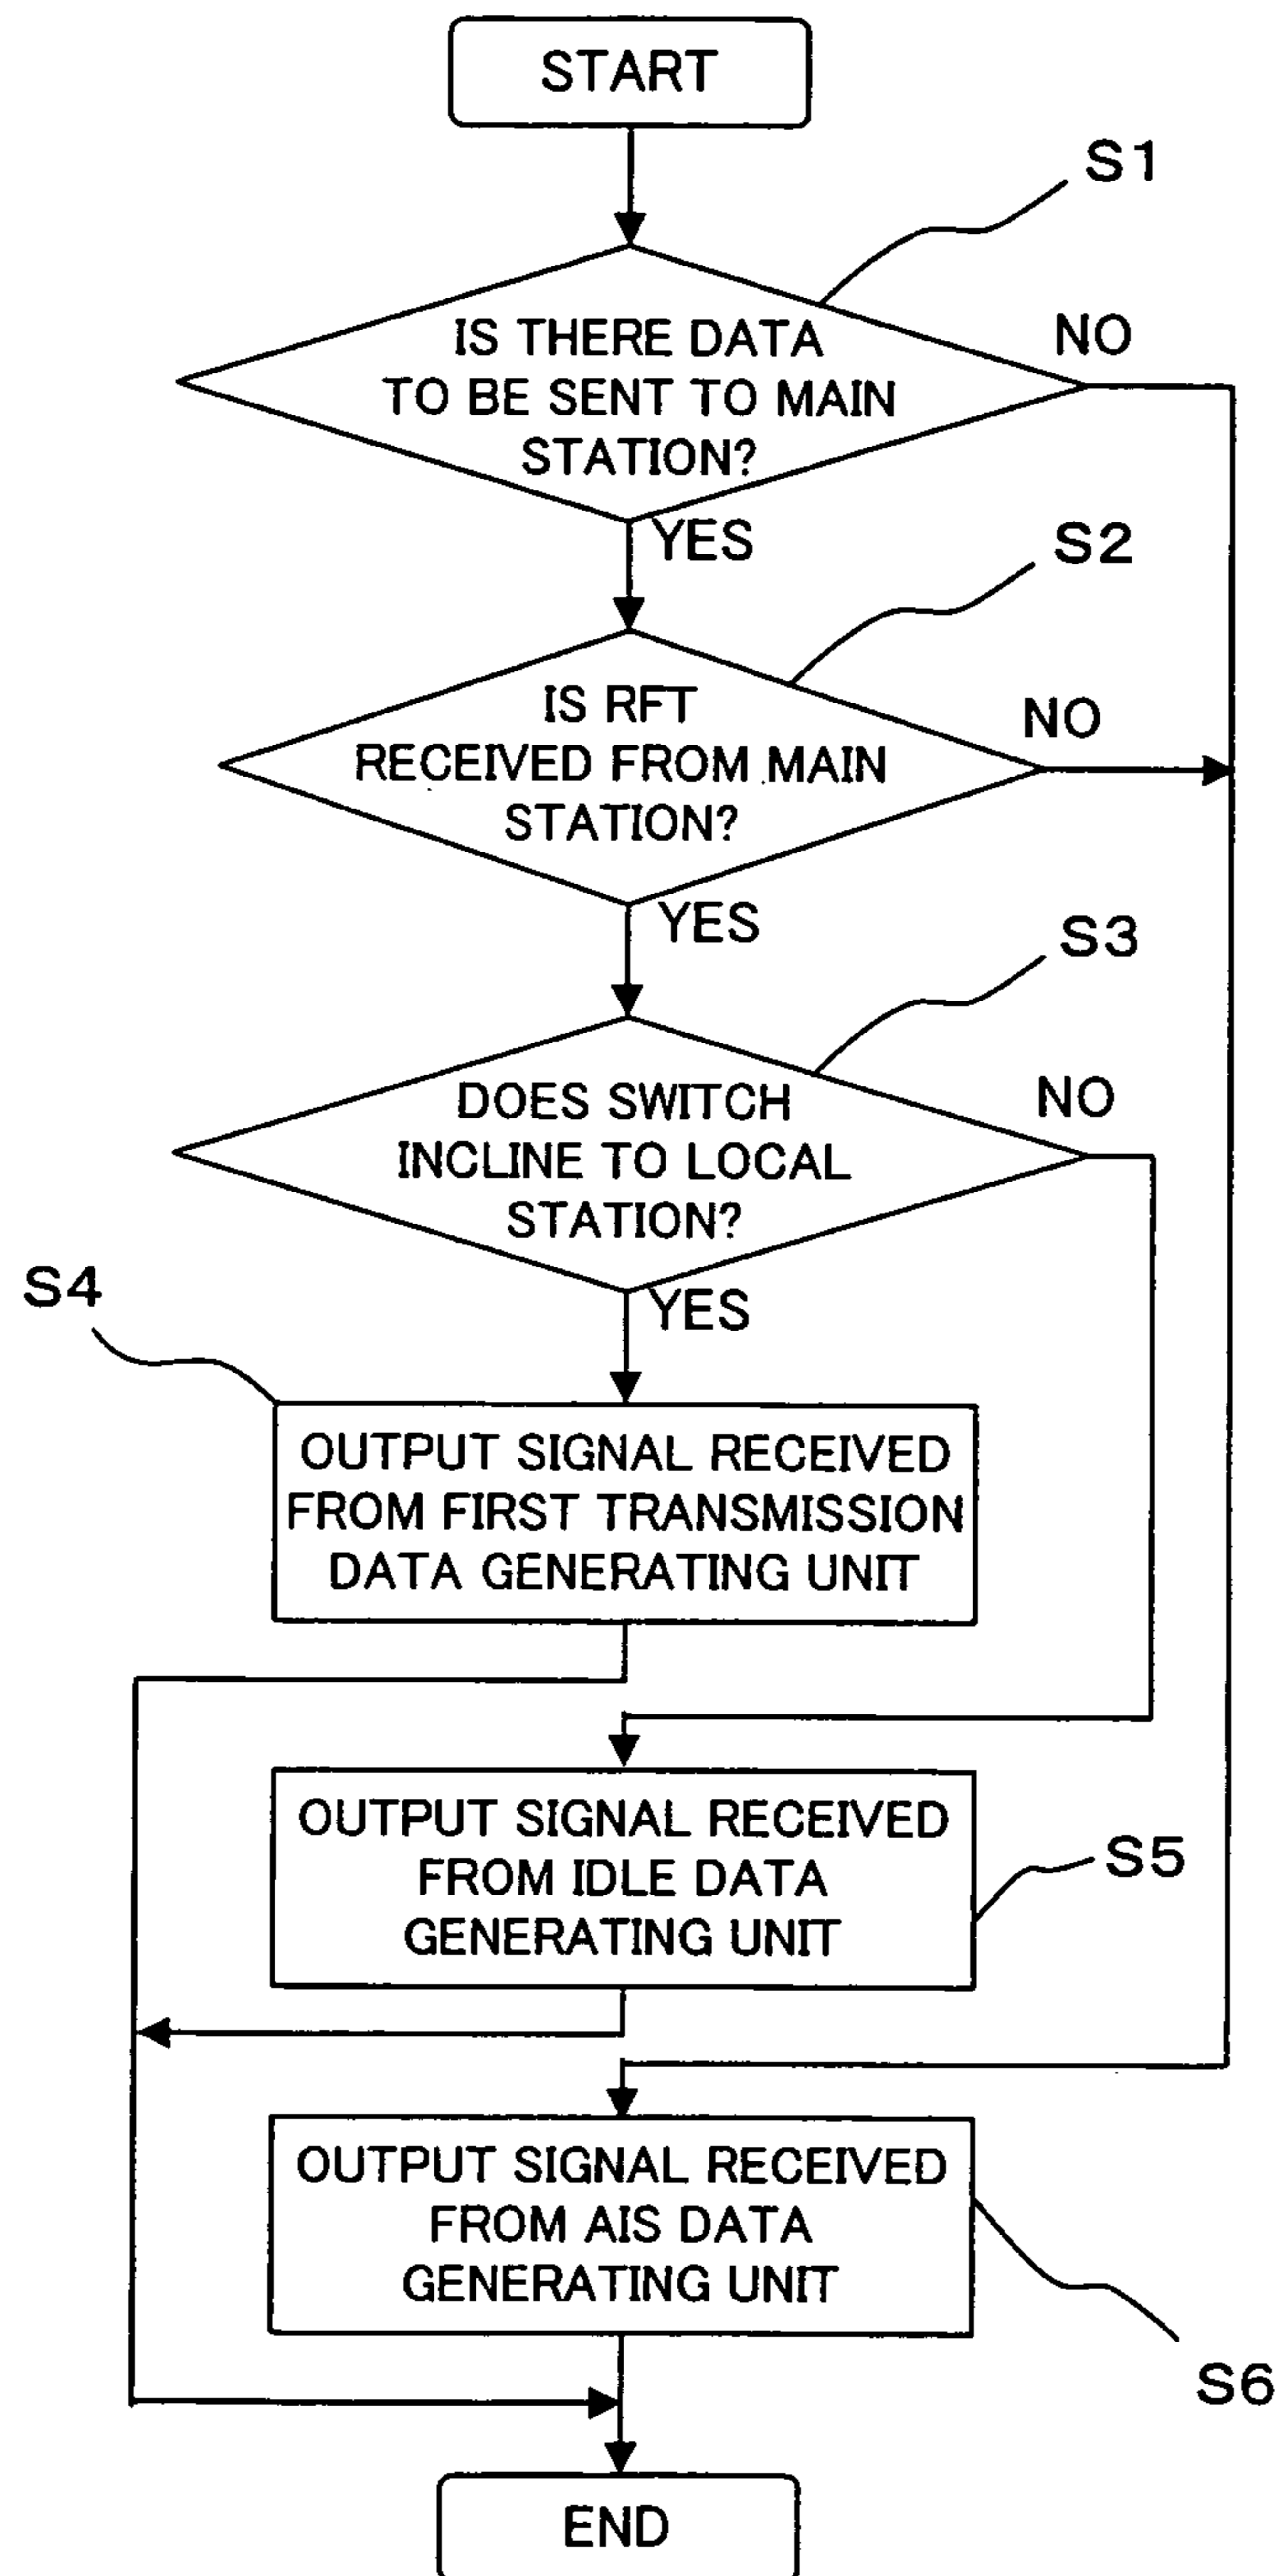 START
S1
IS THERE DATA
TO BE SENT TO MAIN
STATION?
NO
YES
S2
IS RFT
RECEIVED FROM MAIN
STATION?
NO
YES
S3
DOES SWITCH
INCLINE TO LOCAL
STATION?
NO
YES
S4
OUTPUT SIGNAL RECEIVED
FROM FIRST TRANSMISSION
DATA GENERATING UNIT
OUTPUT SIGNAL RECEIVED
FROM IDLE DATA
GENERATING UNIT
S5
OUTPUT SIGNAL RECEIVED
FROM AIS DATA
GENERATING UNIT
S6
END